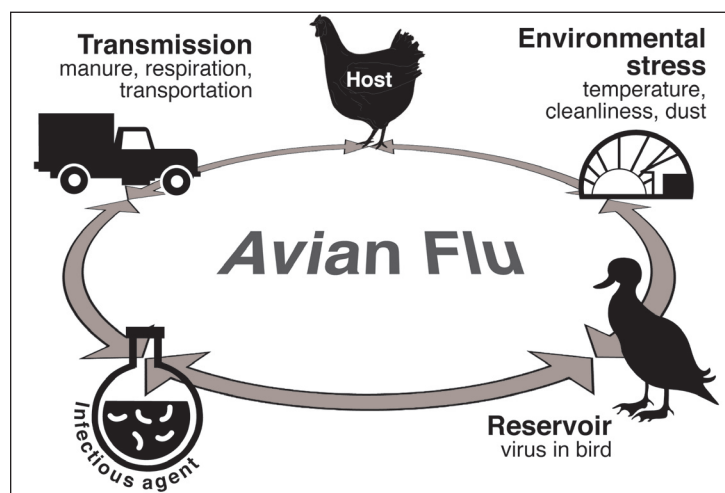 Transmission
manure, respiration,
transportation
Host
Environmental
stress
temperature,
cleanliness, dust
Avian Flu
Infectious agent
Reservoir
virus in bird